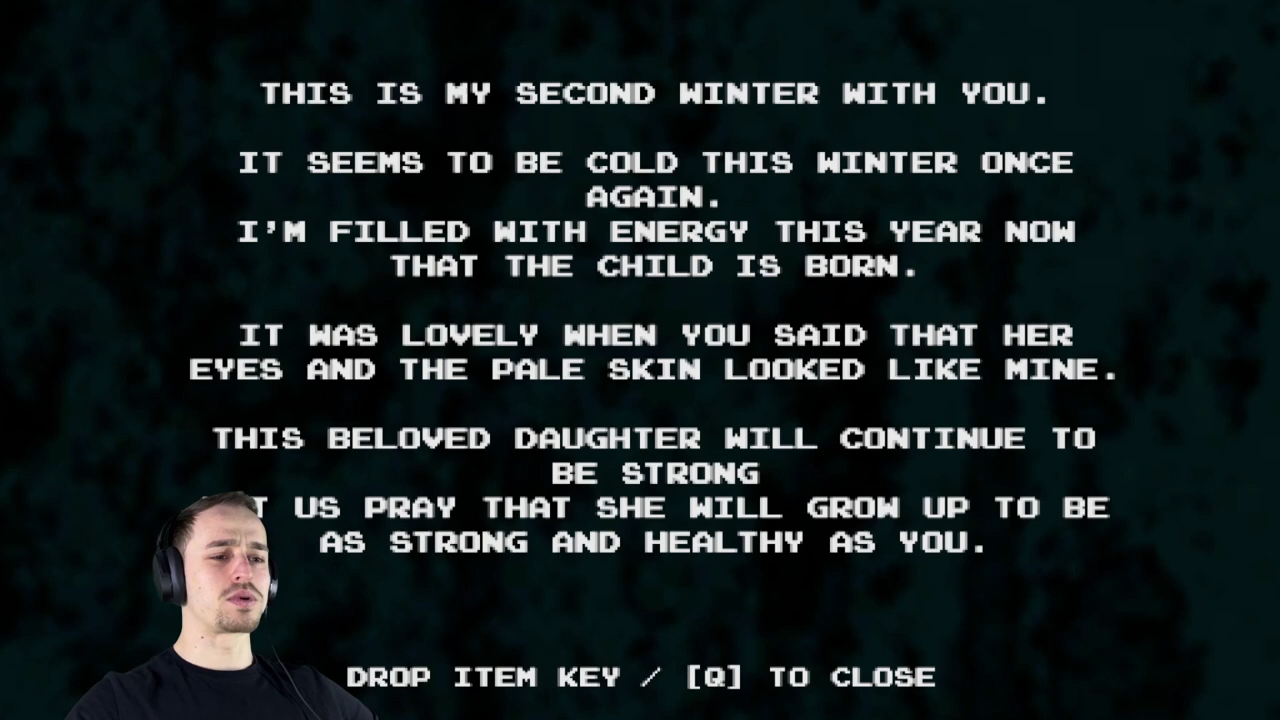 THIS IS MY SECOND WINTER WITH YOU.
IT SEEMS TO BE COLD THIS WINTER ONCE
AGAIN.
I'M FILLED WITH ENERGY THIS YEAR NOW
THAT THE CHILD IS BORN.
IT WAS LOVELY WHEN YOU SAID THAT HER
EYES AND THE PALE SKIN LOOKED LIKE MINE.
THIS BELOVED DAUGHTER WILL CONTINUE TO
BE STRONG
US PRAY THAT SHE WILL GROW UP TO BE
AS STRONG AND HEALTHY AS YOU.
DROP ITEM KEY / [Q] TO CLOSE